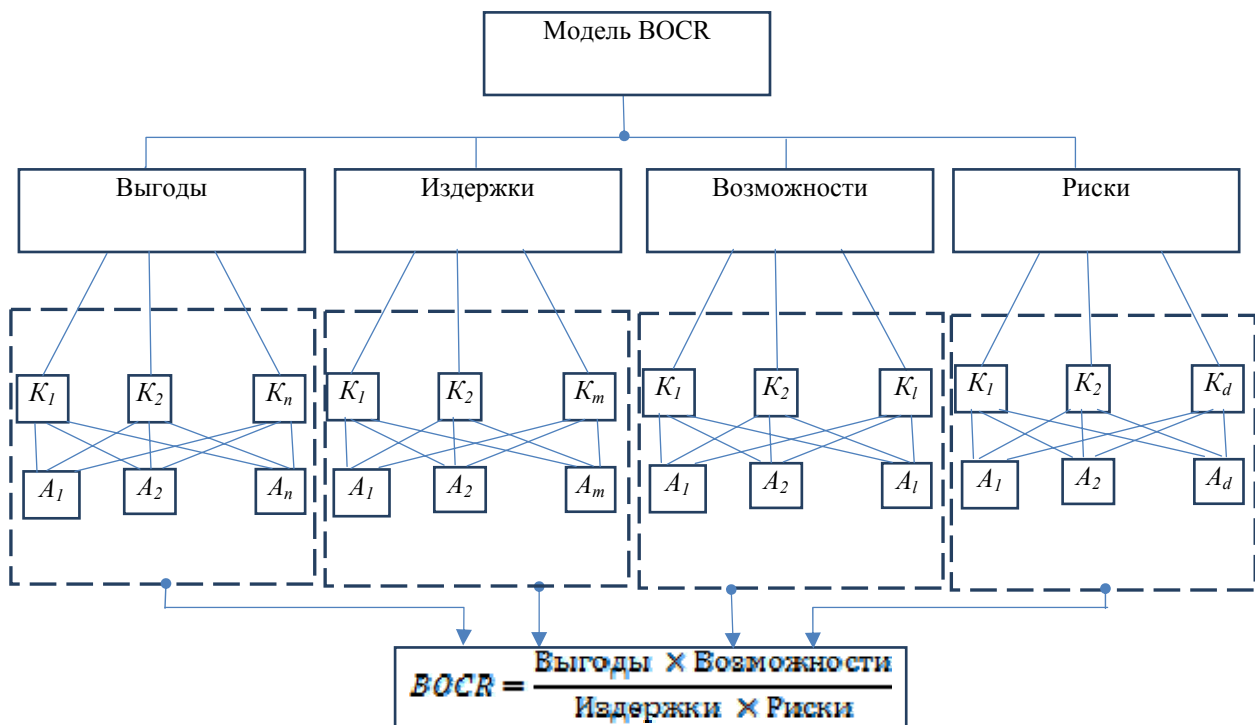 Модель BOCR
Выгоды
Издержки
Возможности
Риски
K1 K2 Kn
K1 K2 Km
K1 K2 Kl
K1 K2 Kd
A1 A2 An
A1 A2 Am
A1 A2 Al
A1 A2 Ad
BOCR = Выгоды × Возможности
Издержки × Риски